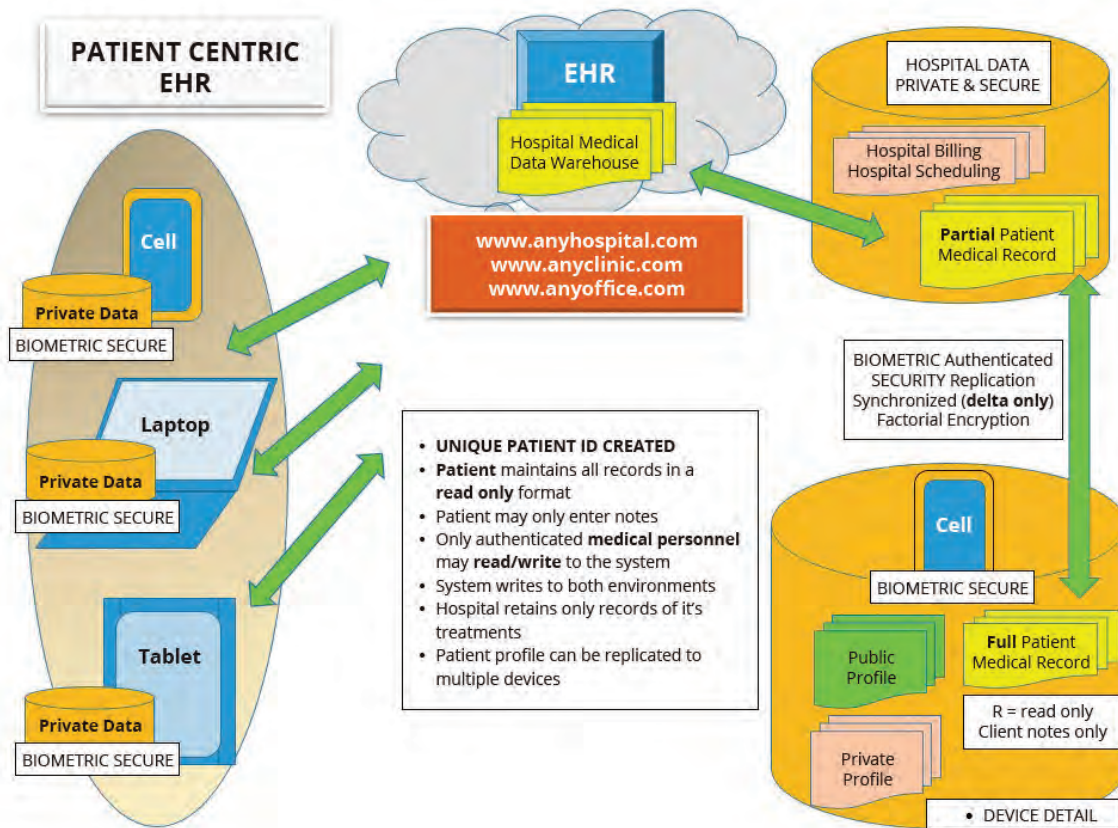 PATIENT CENTRIC
EHR
EHR
Hospital Medical
Data Warehouse
HOSPITAL DATA
PRIVATE & SECURE
Hospital Billing
Hospital Scheduling
Partial Patient
Medical Record
www.anyhospital.com
www.anyclinic.com
www.anyoffice.com
Cell
Private Data
BIOMETRIC SECURE
Laptop
Private Data
BIOMETRIC SECURE
Tablet
Private Data
BIOMETRIC SECURE
• UNIQUE PATIENT ID CREATED
• Patient maintains all records in a
read only format
• Patient may only enter notes
• Only authenticated medical personnel
may read/write to the system
• System writes to both environments
• Hospital retains only records of it's
treatments
• Patient profile can be replicated to
multiple devices
BIOMETRIC Authenticated
SECURITY Replication
Synchronized (delta only)
Factorial Encryption
Cell
BIOMETRIC SECURE
Public
Profile
Full Patient
Medical Record
R = read only
Client notes only
Private
Profile
• DEVICE DETAIL